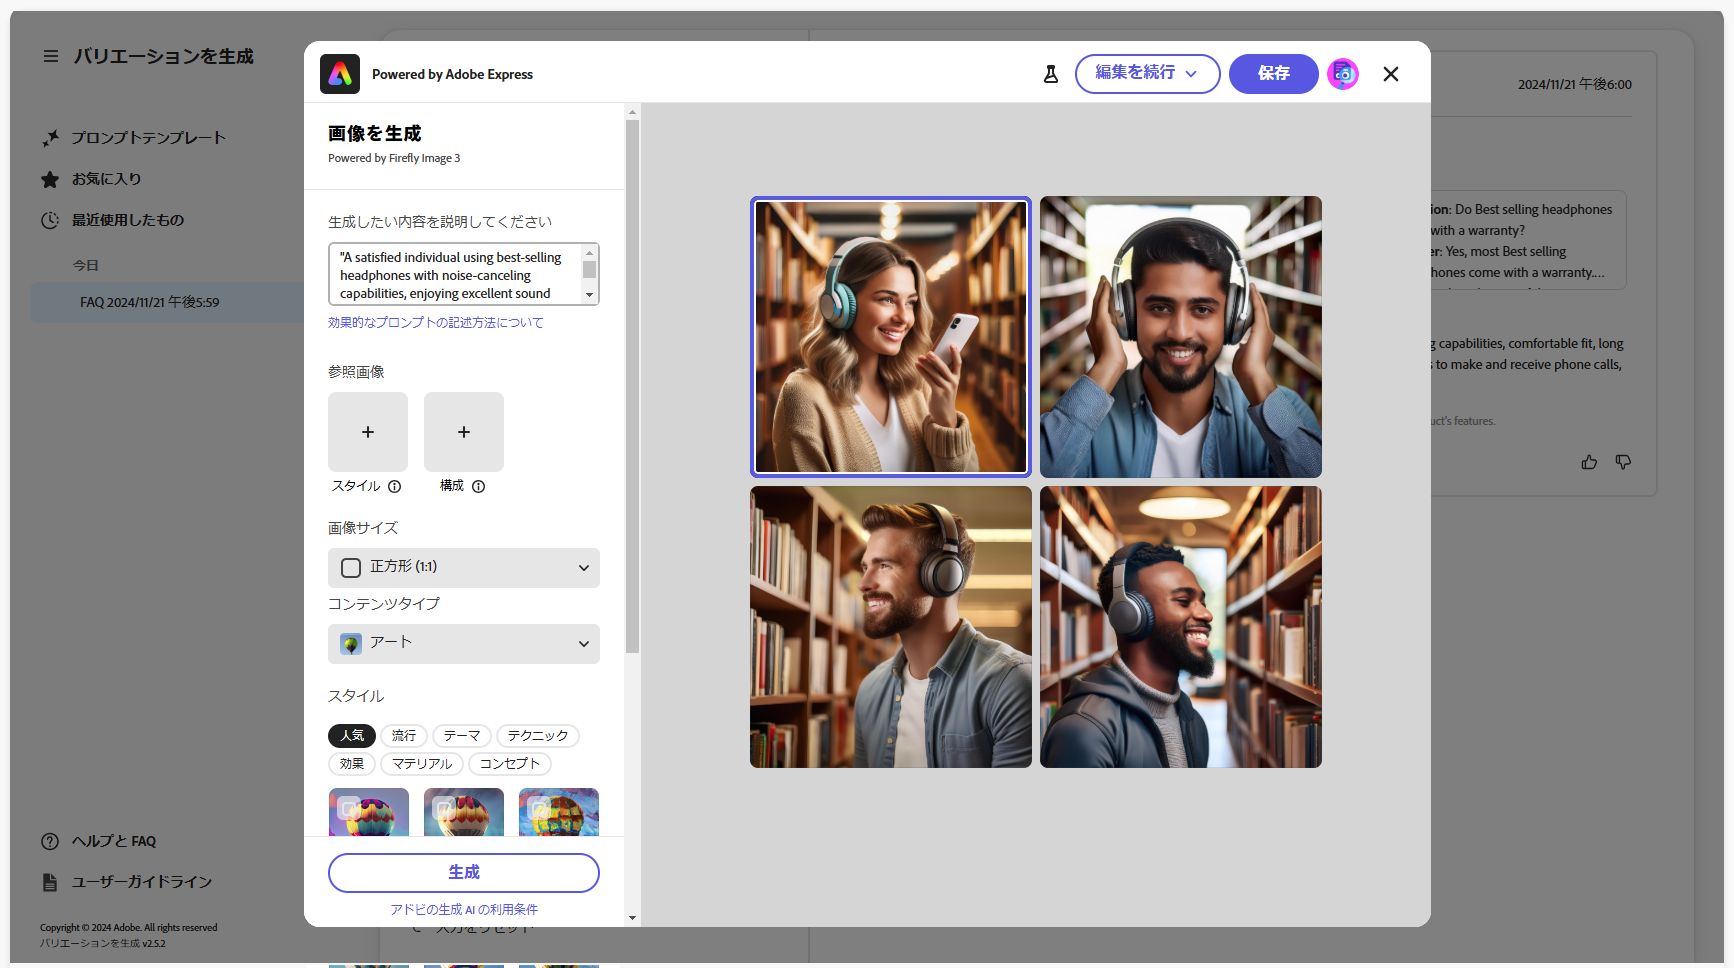 バリエーションを生成
プロンプトテンプレート
お気に入り
最近使用したもの
今日
FAQ 2024/11/21 午後5:59
ヘルプと FAQ
ユーザーガイドライン
Copyright © 2024 Adobe. All rights reserved
バリエーションを生成 v2.5.2
Powered by Adobe Express
編集を続行
保存
画像を生成
Powered by Firefly Image 3
生成したい内容を説明してください
"A satisfied individual using best-selling
headphones with noise-canceling
capabilities, enjoying excellent sound
効果的なプロンプトの記述方法について
参照画像
スタイル
構成
画像サイズ
正方形 (1:1)
コンテンツタイプ
アート
スタイル
人気
流行
テーマ
テクニック
効果
マテリアル
コンセプト
生成
アドビの生成 AI の利用条件
入力をリセット
2024/11/21 午後6:00
ion: Do Best selling headphones
with a warranty?
er: Yes, most Best selling
hones come with a warranty....
g capabilities, comfortable fit, long
s to make and receive phone calls,
uct's features.